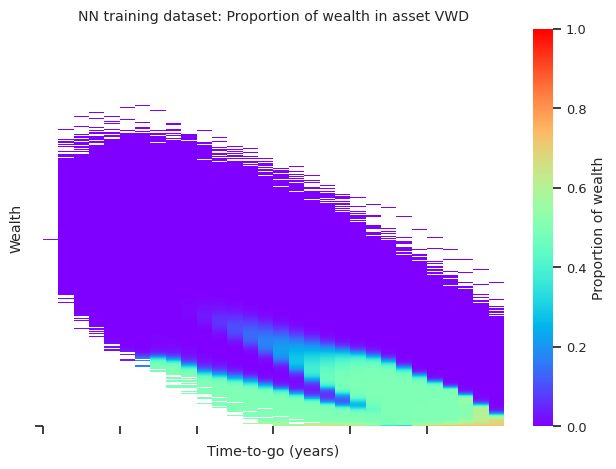 NN training dataset: Proportion of wealth in asset VWD
1.0
0.8
0.6
0.4
0.2
0.0
Proportion of wealth
Wealth
Time-to-go (years)